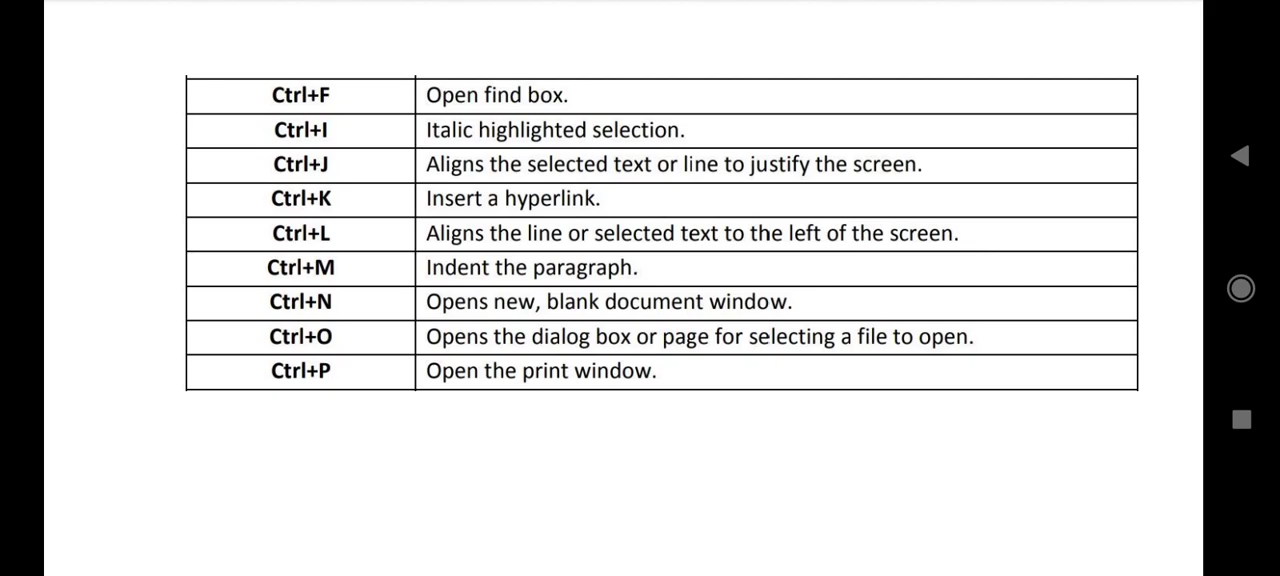 Ctrl+F Open find box.
Ctrl+I Italic highlighted selection.
Ctrl+J Aligns the selected text or line to justify the screen.
Ctrl+K Insert a hyperlink.
Ctrl+L Aligns the line or selected text to the left of the screen.
Ctrl+M Indent the paragraph.
Ctrl+N Opens new, blank document window.
Ctrl+O Opens the dialog box or page for selecting a file to open.
Ctrl+P Open the print window.